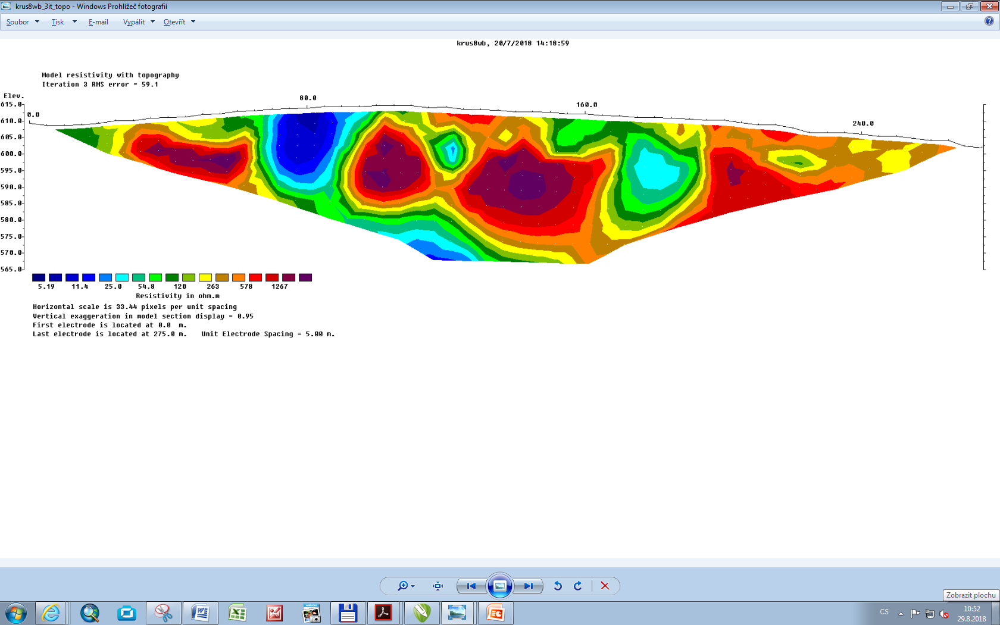 krus8wb_3it_topo - Windows Prohlížeč fotografií
Soubor Tisk E-mail Vypálit Otevřít
krus8wb, 20/7/2018 14:18:59
Model resistivity with topography
Iteration 3 RMS error = 59.1
Elev.
80.0
615.0
160.0
0.0
610.0
240.0
605.0
600.0
595.0
590.0
585.0
580.0
575.0
570.0
565.0
5.19 11.4 25.0 54.8 120 263 578 1267
Resistivity in ohm.m
Horizontal scale is 33.44 pixels per unit spacing
Vertical exaggeration in model section display = 0.95
First electrode is located at 0.0 m.
Last electrode is located at 275.0 m. Unit Electrode Spacing = 5.00 m.
Zobrazit plochu
CS
10:52
29.8.2018